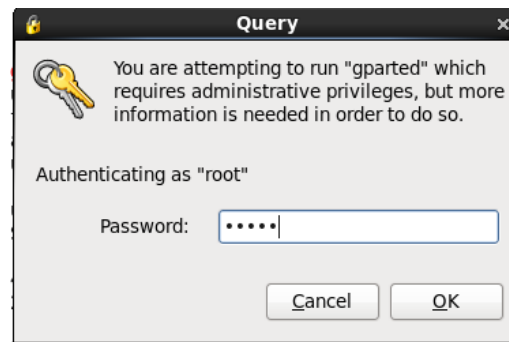 Query
You are attempting to run "gparted" which
requires administrative privileges, but more
information is needed in order to do so.
Authenticating as "root"
Password: •••••
Cancel OK